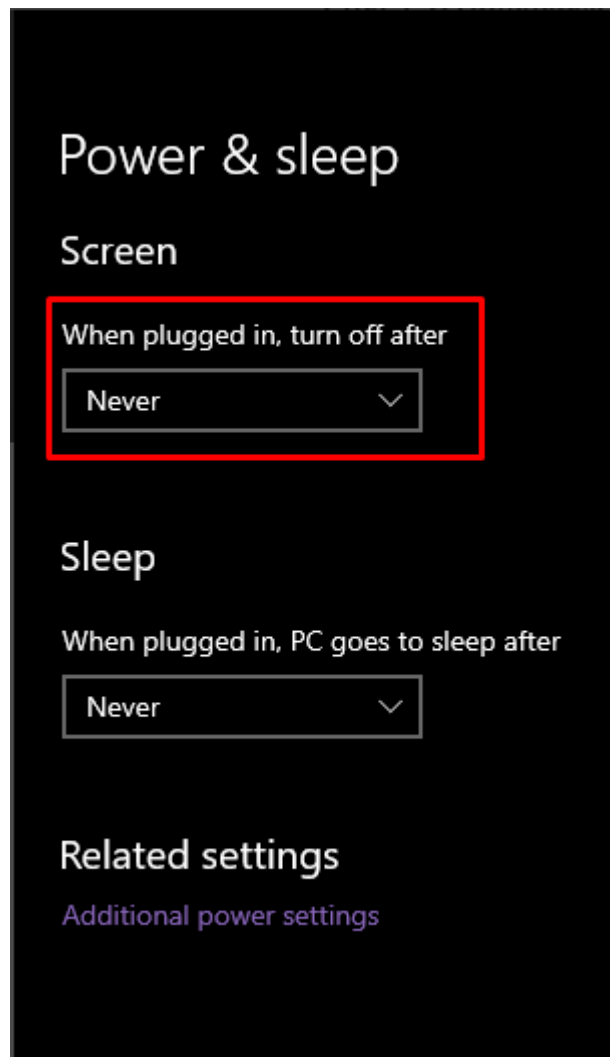 Power & sleep
Screen
When plugged in, turn off after
Never
Sleep
When plugged in, PC goes to sleep after
Never
Related settings
Additional power settings